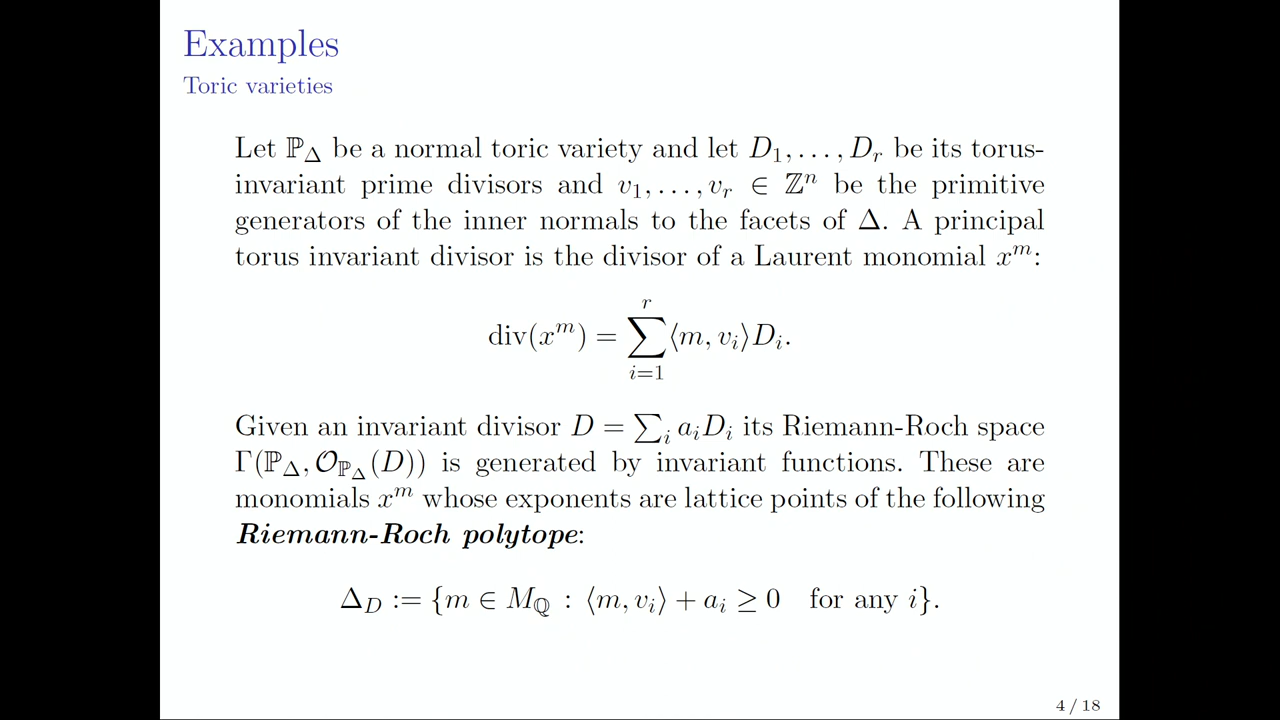 Examples
Toric varieties
Let ℙ_Δ be a normal toric variety and let D_1, . . . , D_r be its torus-
invariant prime divisors and v_1, . . . , v_r ∈ ℤ^n be the primitive
generators of the inner normals to the facets of Δ. A principal
torus invariant divisor is the divisor of a Laurent monomial x^m:
div(x^m) = ∑_{i=1}^{r} ⟨m, v_i⟩D_i.
Given an invariant divisor D = ∑_i a_iD_i its Riemann-Roch space
Γ(ℙ_Δ, 𝒪_{ℙ_Δ}(D)) is generated by invariant functions. These are
monomials x^m whose exponents are lattice points of the following
Riemann-Roch polytope:
Δ_D := {m ∈ M_ℚ : ⟨m, v_i⟩ + a_i ≥ 0 for any i}.
4 / 18